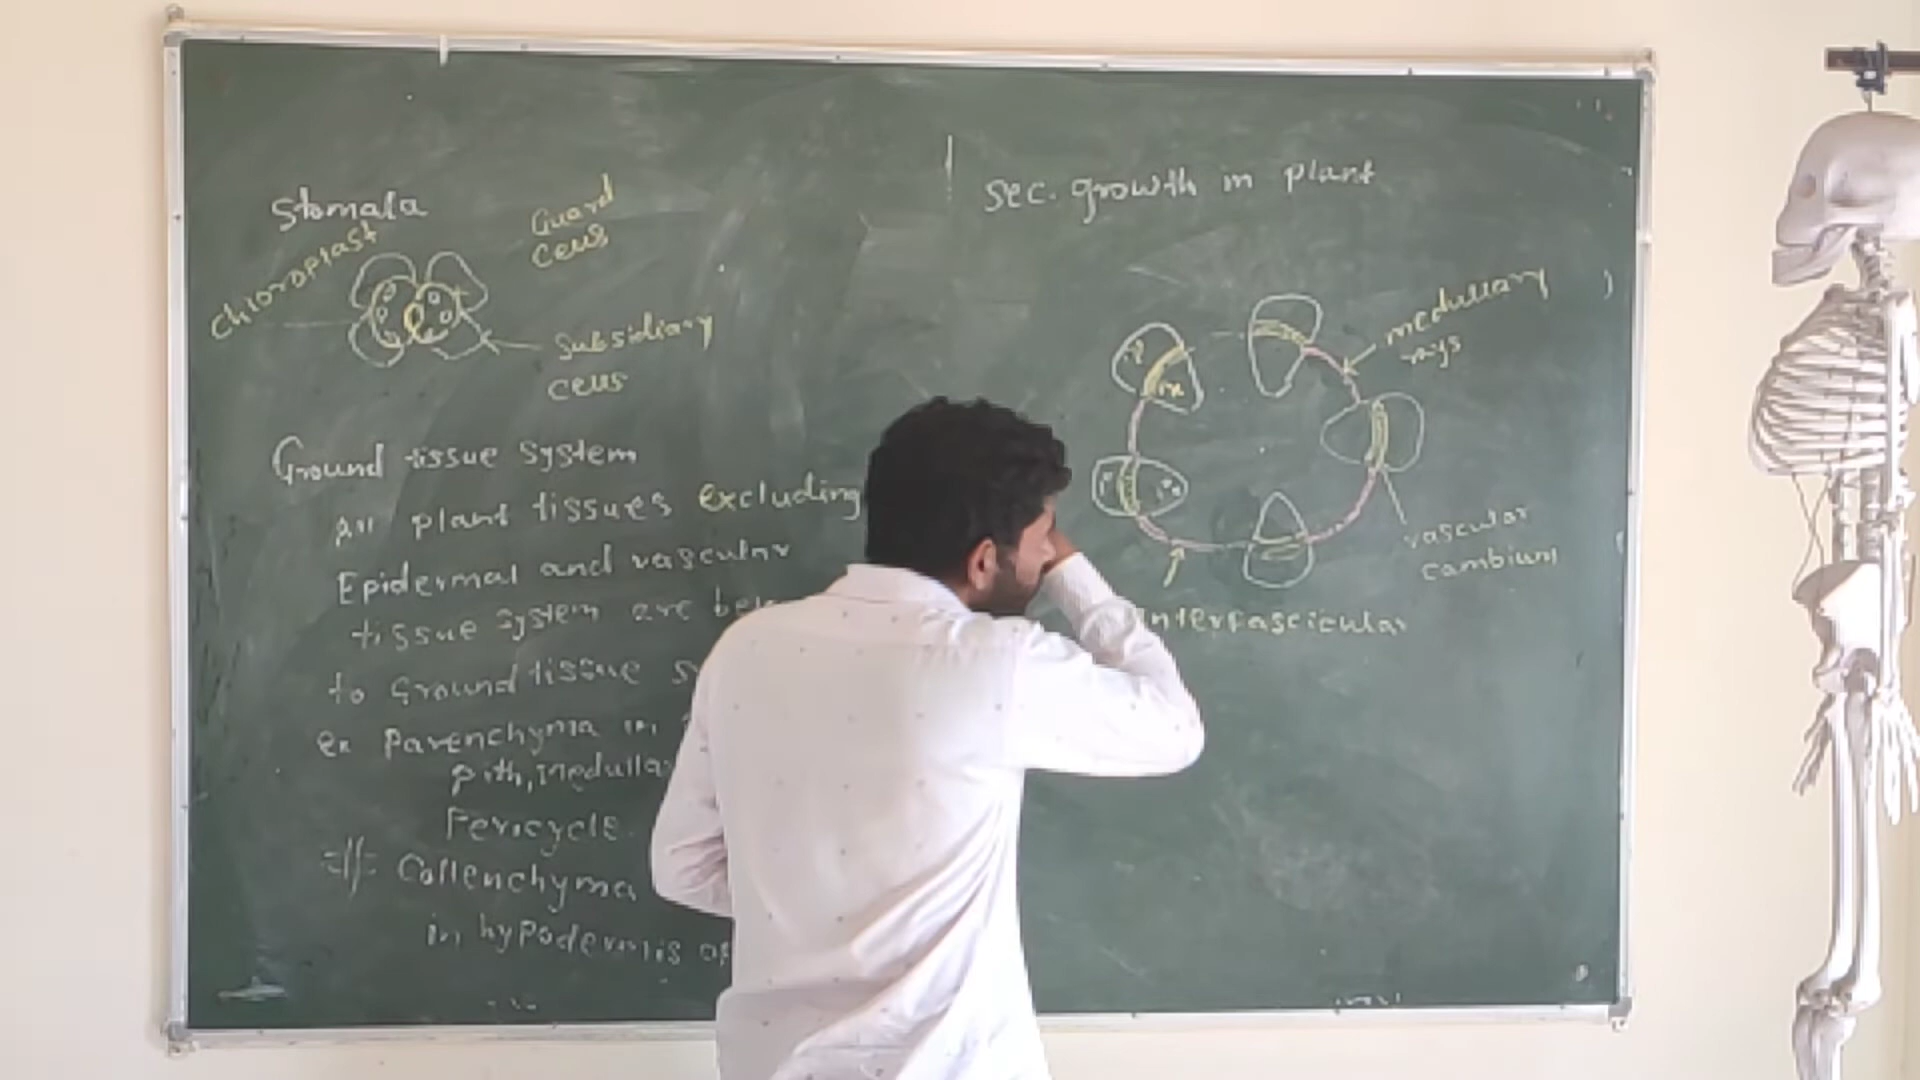 Stomata
Chloroplast
Guard
cells
Subsidiary
cells
Ground tissue system
all plant tissues excluding
Epidermal and vascular
tissue system are
to Ground tissue
ex Parenchyma in
pith, medulla
Pericycle
Collenchyma
in hypodermis of
Sec. growth in plant
medullary
rays
P
x
P
x
vascular
cambium
interfascicular